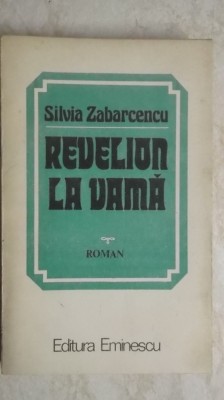 Silvia Zabarcencu
REVELION
LA VAMĂ
ROMAN
Editura Eminescu